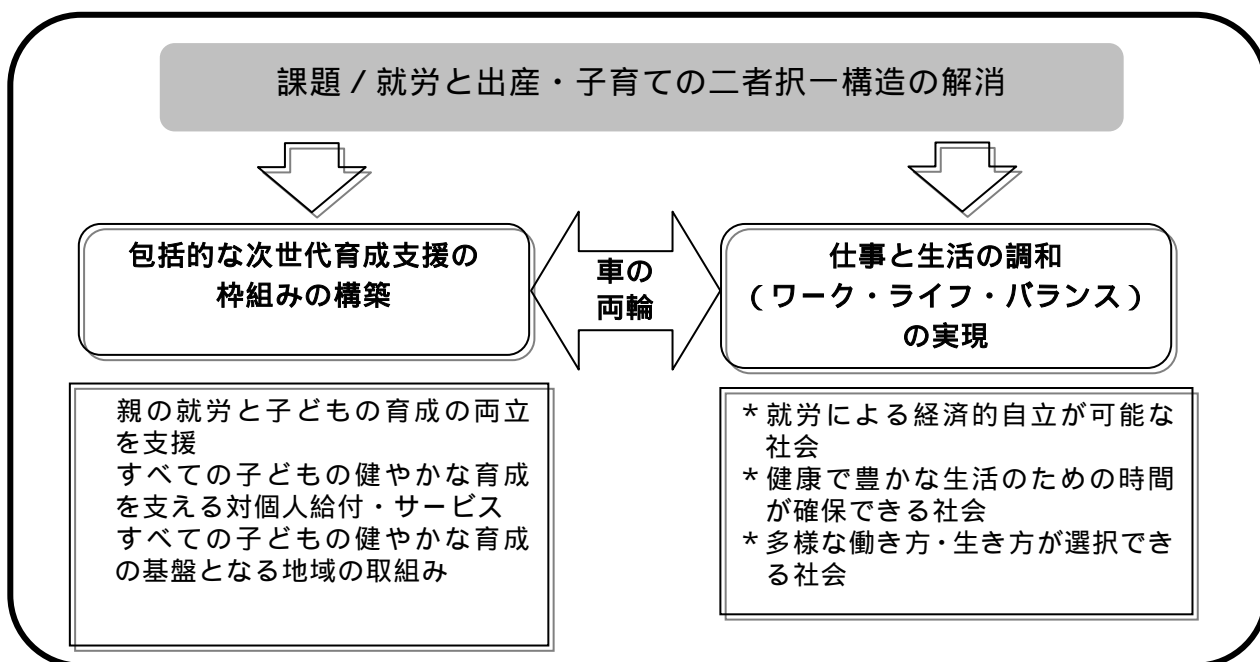 課題／就労と出産・子育ての二者択一構造の解消
包括的な次世代育成支援の
枠組みの構築
車の
両輪
仕事と生活の調和
（ワーク・ライフ・バランス）
の実現
親の就労と子どもの育成の両立
を支援
すべての子どもの健やかな育成
を支える対個人給付・サービス
すべての子どもの健やかな育成
の基盤となる地域の取組み
＊就労による経済的自立が可能な
社会
＊健康で豊かな生活のための時間
が確保できる社会
＊多様な働き方・生き方が選択でき
る社会